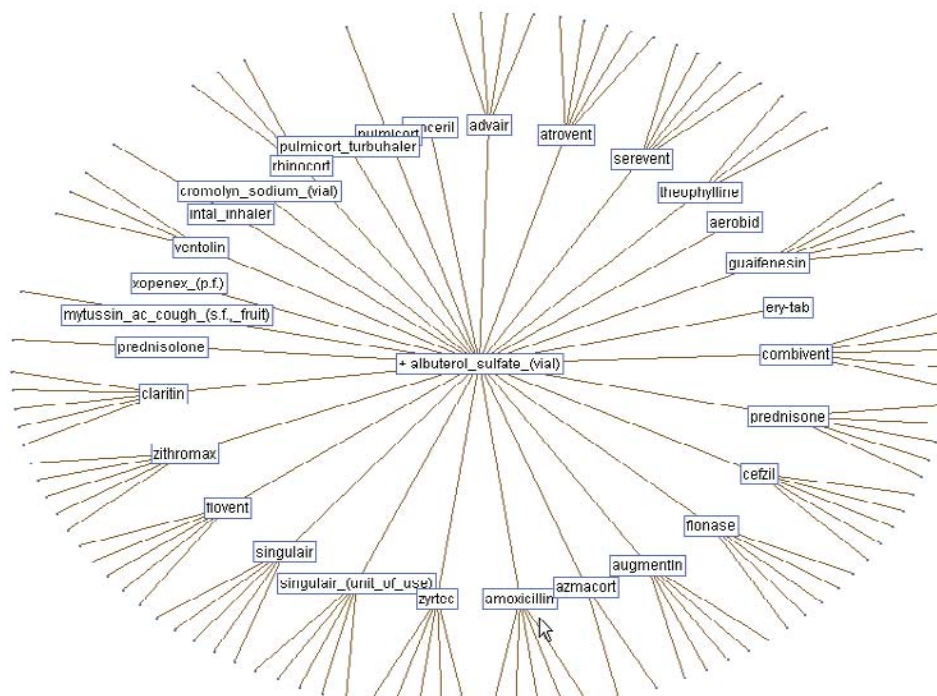 advair
atrovent
pulmicort
pulmicort_turbuhaler
serevent
rhinocort
theophylline
cromolyn_sodium_(vial)
intal_inhaler
aerobid
ventolin
guaifenesin
xopenex_(p.f.)
ery-tab
mytussin_ac_cough_(s.f.,_fruit)
prednisolone
combivent
+ albuterol_sulfate_(vial)
claritin
prednisone
zithromax
cefzil
flovent
flonase
singulair
augmentin
singulair_(unit_of_use)
azmacort
zyrtec
amoxicillin